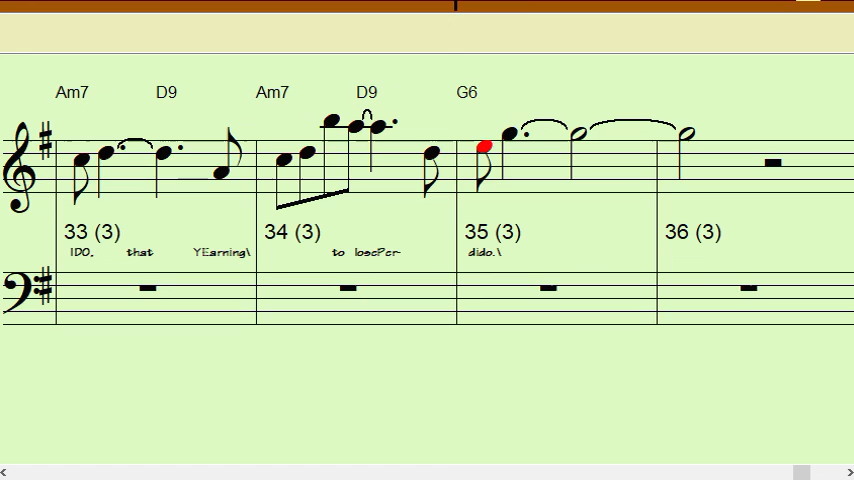 Am7 D9 Am7 D9 G6
33 (3) 34 (3) 35 (3) 36 (3)
IDO, that YEarning\ to losePer- dido.\